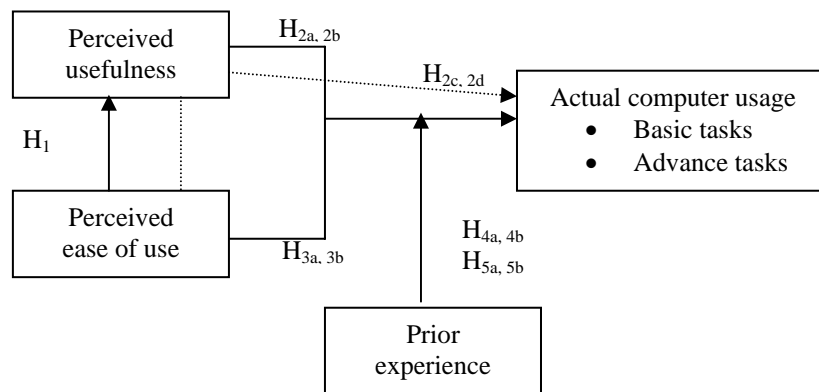 Perceived
usefulness
H2a, 2b
H2c, 2d
Actual computer usage
• Basic tasks
• Advance tasks
H1
Perceived
ease of use
H3a, 3b
H4a, 4b
H5a, 5b
Prior
experience